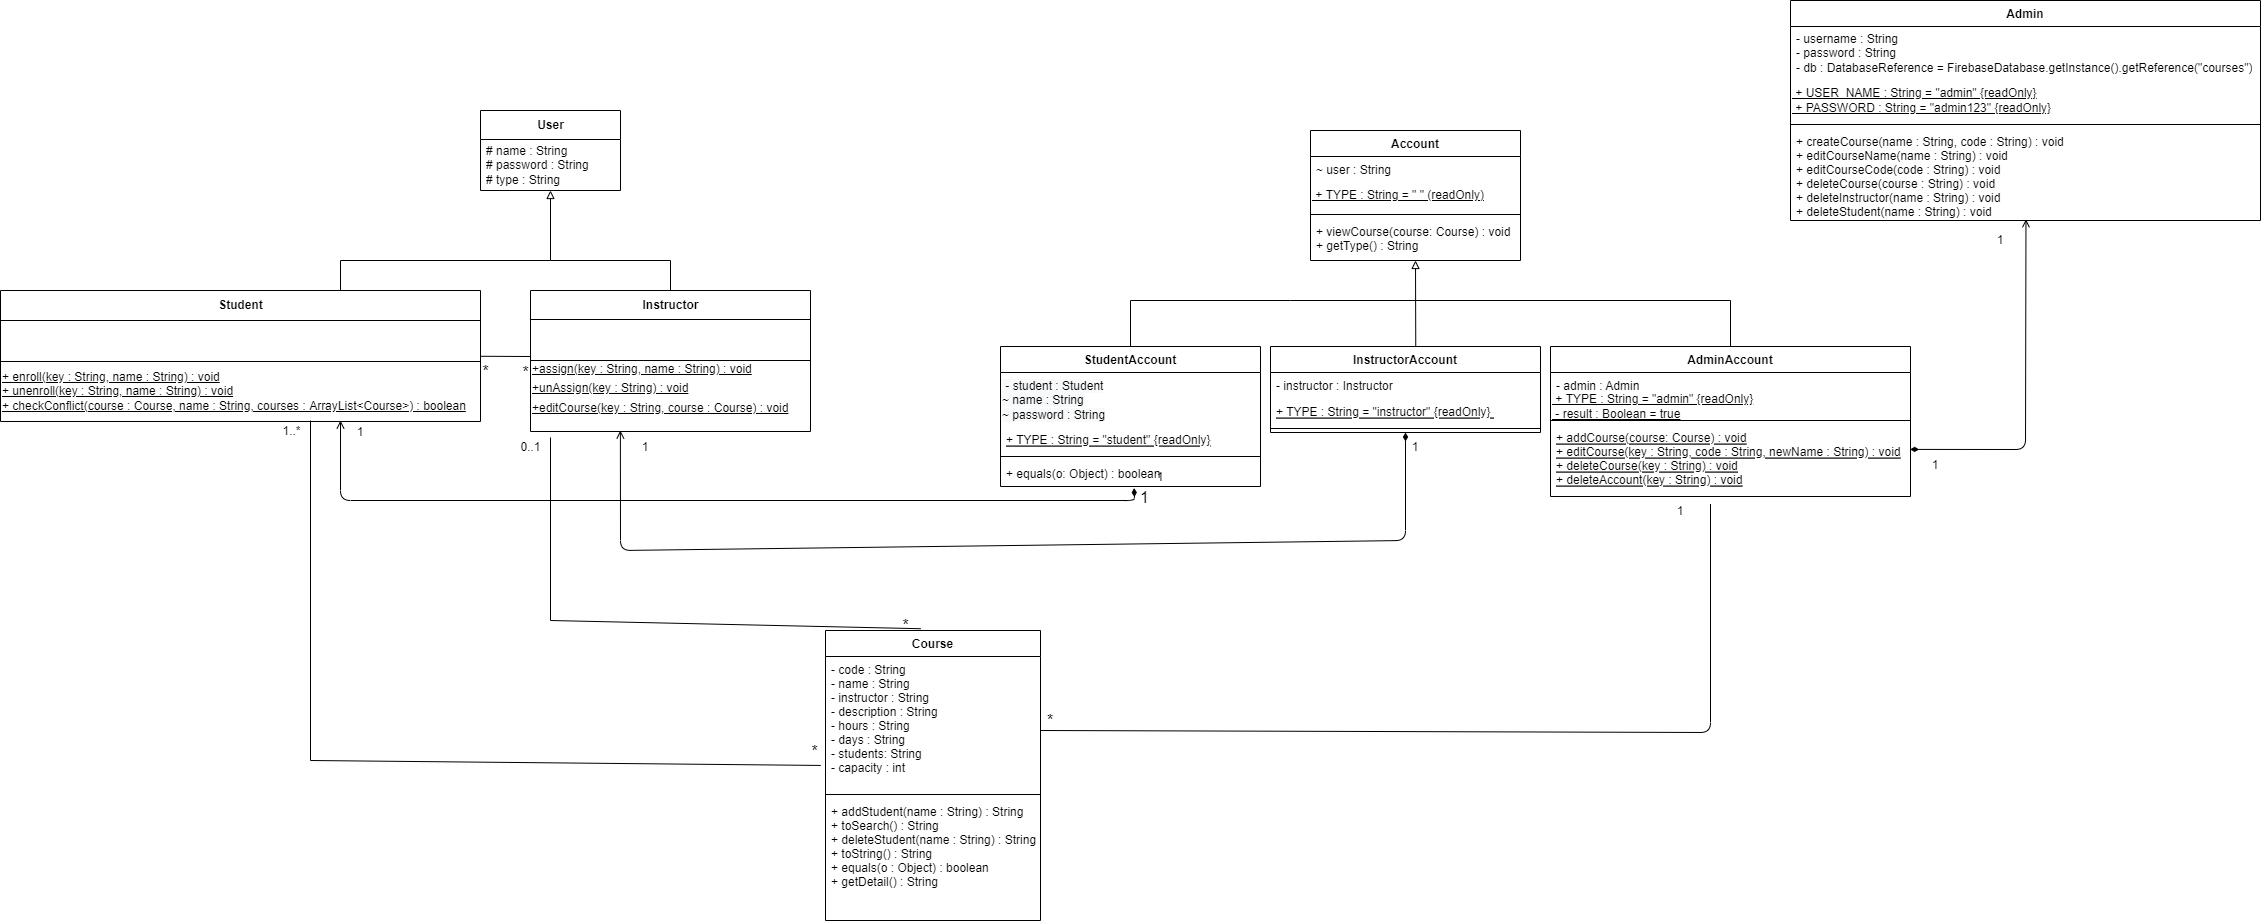 Admin
- username : String
- password : String
- db : DatabaseReference = FirebaseDatabase.getInstance().getReference("courses")
+ USER_NAME : String = "admin" {readOnly}
+ PASSWORD : String = "admin123" {readOnly}
+ createCourse(name : String, code : String) : void
+ editCourseName(name : String) : void
+ editCourseCode(code : String) : void
+ deleteCourse(course : String) : void
+ deleteInstructor(name : String) : void
+ deleteStudent(name : String) : void
1
User
# name : String
# password : String
# type : String
Account
~ user : String
+ TYPE : String = " " (readOnly)
+ viewCourse(course: Course) : void
+ getType() : String
Student
+ enroll(key : String, name : String) : void
+ unenroll(key : String, name : String) : void
+ checkConflict(course : Course, name : String, courses : ArrayList<Course>) : boolean
*
*
1..*
1
Instructor
+assign(key : String, name : String) : void
+unAssign(key : String) : void
+editCourse(key : String, course : Course) : void
0..1
1
StudentAccount
- student : Student
~ name : String
~ password : String
+ TYPE : String = "student" {readOnly}
+ equals(o: Object) : boolean
1
InstructorAccount
- instructor : Instructor
+ TYPE : String = "instructor" {readOnly}
1
AdminAccount
- admin : Admin
+ TYPE : String = "admin" {readOnly}
- result : Boolean = true
+ addCourse(course: Course) : void
+ editCourse(key : String, code : String, newName : String) : void
+ deleteCourse(key : String) : void
+ deleteAccount(key : String) : void
1
1
*
Course
- code : String
- name : String
- instructor : String
- description : String
- hours : String
- days : String
- students: String
- capacity : int
*
*
+ addStudent(name : String) : String
+ toSearch() : String
+ deleteStudent(name : String) : String
+ toString() : String
+ equals(o : Object) : boolean
+ getDetail() : String